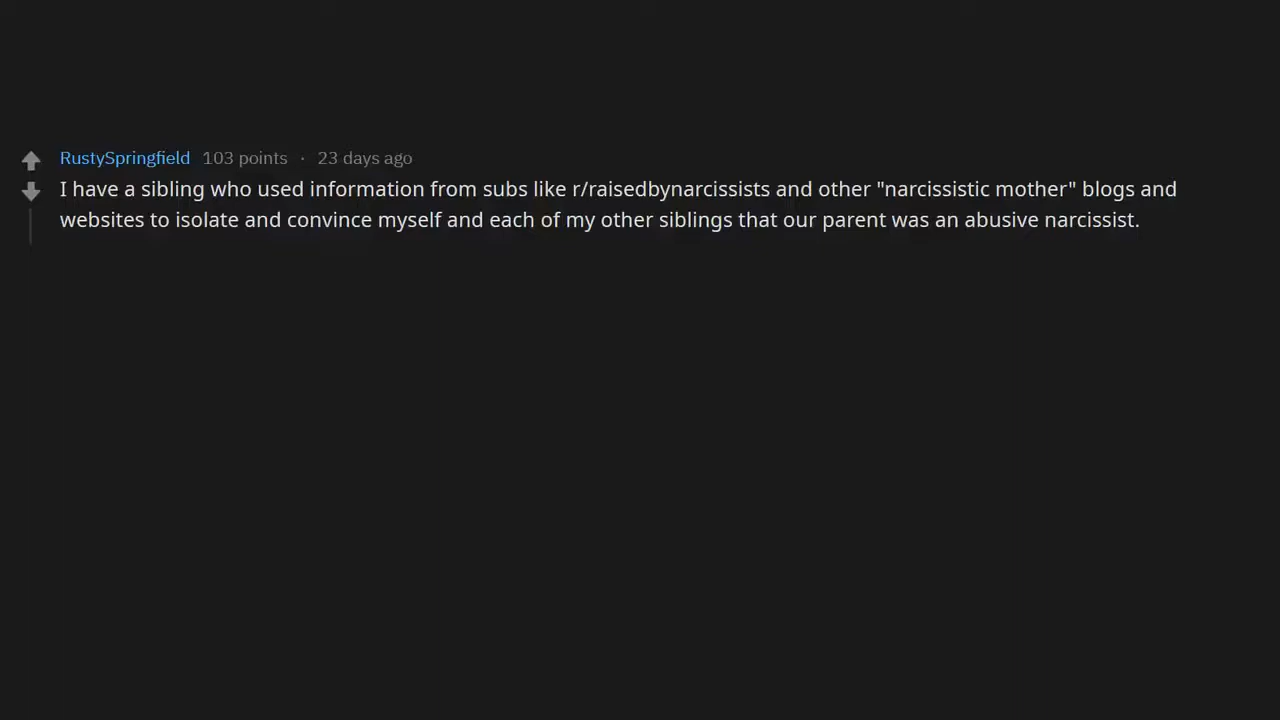 RustySpringfield 103 points · 23 days ago
I have a sibling who used information from subs like r/raisedbynarcissists and other "narcissistic mother" blogs and
websites to isolate and convince myself and each of my other siblings that our parent was an abusive narcissist.